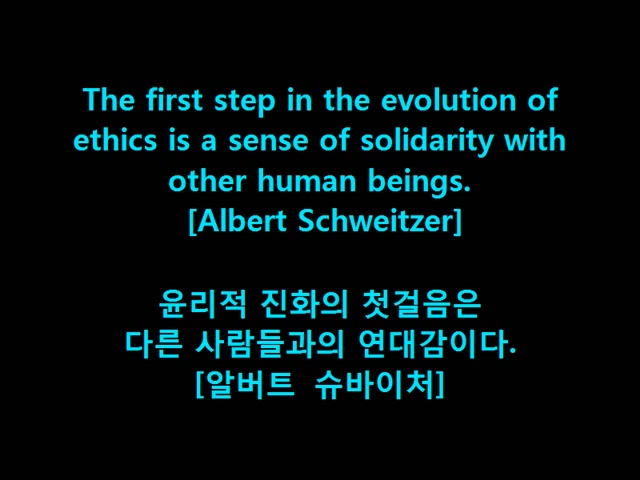 The first step in the evolution of
ethics is a sense of solidarity with
other human beings.
[Albert Schweitzer]
윤리적 진화의 첫걸음은
다른 사람들과의 연대감이다.
[알버트 슈바이처]